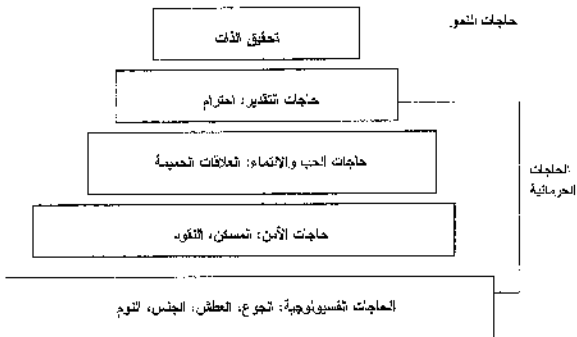 حاجات النمو
تحقيق الذات
حاجات التقدير: احترام
حاجات الحب والانتماء: العلاقات الحميمة
الحاجات
الحرمانية
حاجات الأمن: المسكن، النقود
الحاجات الفسيولوجية: الجوع، العطش، الجنس، النوم